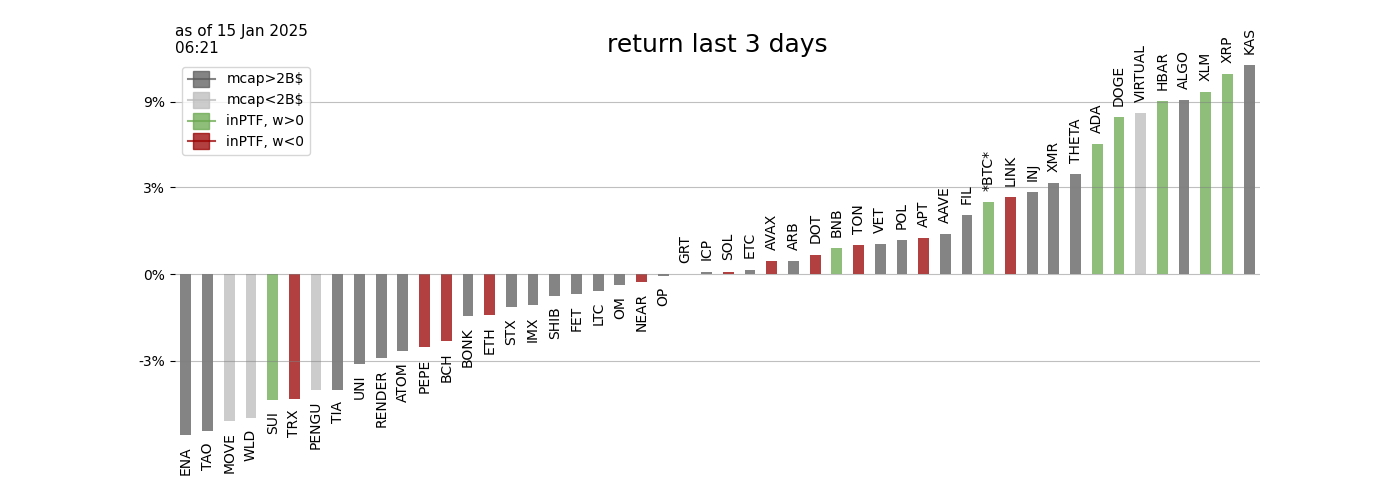 as of 15 Jan 2025
06:21
return last 3 days
mcap>2B$
mcap<2B$
inPTF, w>0
inPTF, w<0
9%
3%
0%
-3%
ENA
TAO
MOVE
WLD
SUI
TRX
PENGU
TIA
UNI
RENDER
ATOM
PEPE
BCH
BONK
ETH
STX
IMX
SHIB
FET
LTC
OM
NEAR
OP
GRT
ICP
SOL
ETC
AVAX
ARB
DOT
BNB
TON
VET
POL
APT
AAVE
FIL
*BTC*
LINK
INJ
XMR
THETA
ADA
DOGE
VIRTUAL
HBAR
ALGO
XLM
XRP
KAS